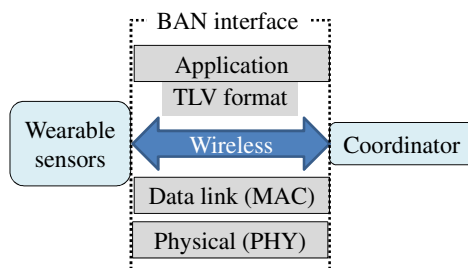 BAN interface
Application
TLV format
Wearable
sensors
Wireless
Coordinator
Data link (MAC)
Physical (PHY)